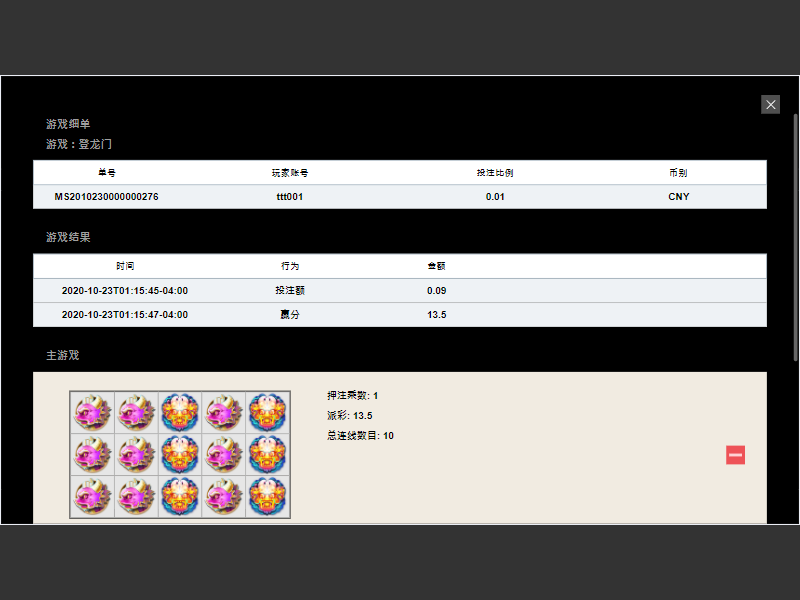 游戏细单
游戏：登龙门
单号 玩家账号 投注比例 币别
MS2010230000000276 ttt001 0.01 CNY
游戏结果
时间 行为 金额
2020-10-23T01:15:45-04:00 投注额 0.09
2020-10-23T01:15:47-04:00 赢分 13.5
主游戏
押注乘数: 1
派彩: 13.5
总连线数目: 10